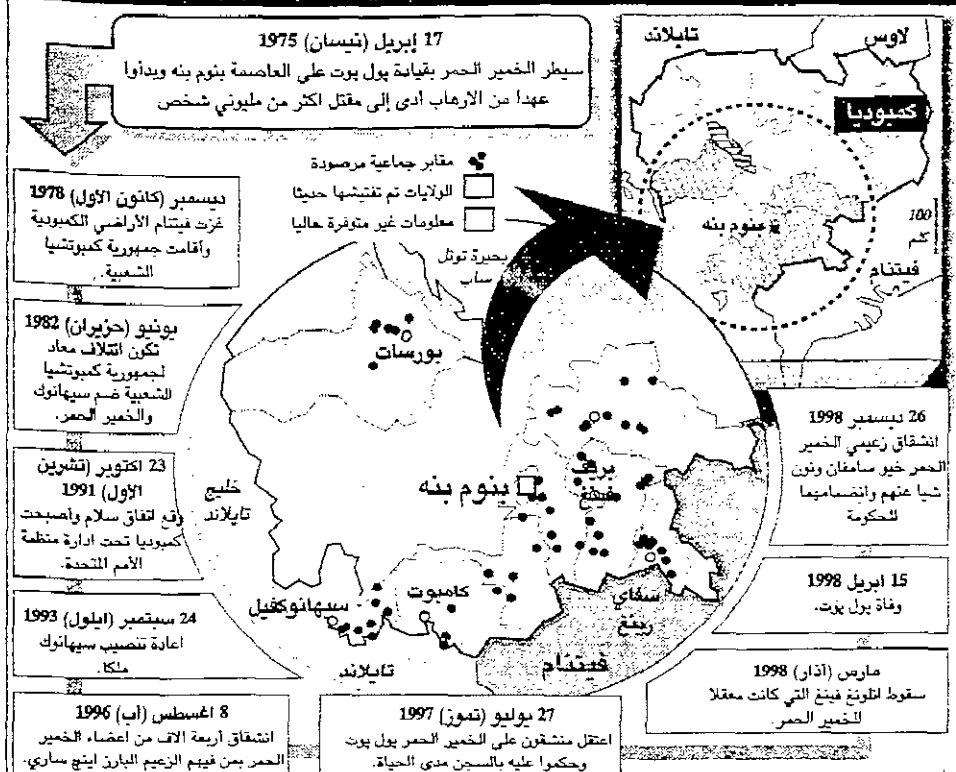 17 إبريل (نيسان) 1975
سيطر الخمير الحمر بقيادة بول بوت على العاصمة بنوم بنه وبدأوا
عهدا من الارهاب أدى إلى مقتل اكثر من مليوني شخص
مقابر جماعية مرصودة
الولايات تم تفتيشها حديثا
معلومات غير متوفرة حاليا
تايلاند
لاوس
كمبوديا
بنوم بنه
فيتنام
100
كلم
ديسمبر (كانون الأول) 1978
غزت فيتنام الأراضي الكمبودية
وأقامت جمهورية كمبوتشيا
الشعبية.
يونيو (حزيران) 1982
تكون ائتلاف معاد
لجمهورية كمبوتشيا
الشعبية ضم سيهانوك
والخمير الحمر.
23 اكتوبر (تشرين
الاول) 1991
وقع اتفاق سلام وأصبحت
كمبوديا تحت ادارة منظمة
الأمم المتحدة.
24 سبتمبر (ايلول) 1993
اعادة تنصيب سيهانوك
ملكا.
8 اغسطس (آب) 1996
انشقاق أربعة الاف من اعضاء الخمير
الحمر بمن فيهم الزعيم البارز اينج ساري.
27 يوليو (تموز) 1997
اعتقل منشقون على الخمير الحمر بول بوت
وحكموا عليه بالسجن مدى الحياة.
مارس (آذار) 1998
سقوط انلونغ فينغ التي كانت معقلا
للخمير الحمر.
15 ابريل 1998
وفاة بول بوت.
26 ديسمبر 1998
انشقاق زعيمي الخمير
الحمر خيو سامفان ونون
شيا عنهم وانضمامهما
للحكومة
بحيرة تونل
ساب
بورسات
بريف
فينغ
بنوم بنه
خليج
تايلاند
سيهانوكفيل
كامبوت
سفاي
رينغ
تايلاند
فيتنام